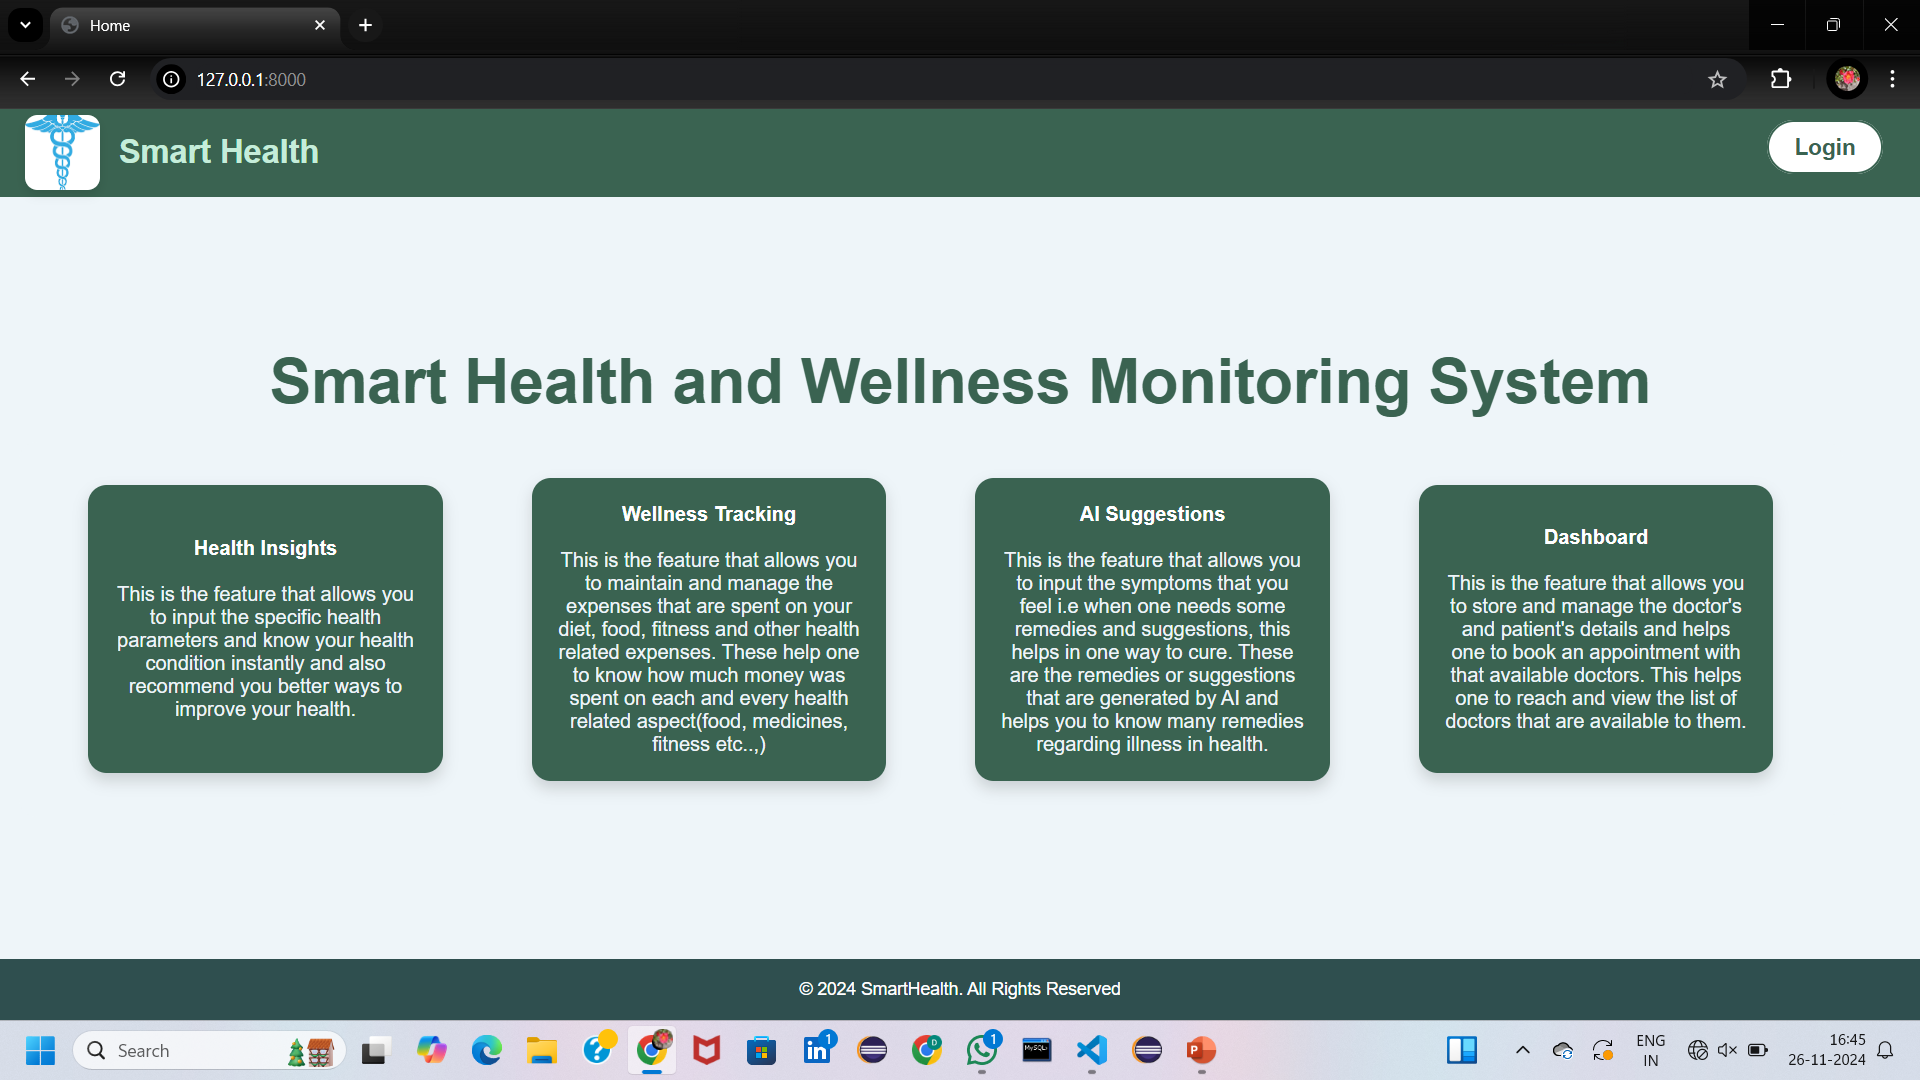 Home
127.0.0.1:8000
Smart Health
Login
Smart Health and Wellness Monitoring System
Health Insights
This is the feature that allows you
to input the specific health
parameters and know your health
condition instantly and also
recommend you better ways to
improve your health.
Wellness Tracking
This is the feature that allows you
to maintain and manage the
expenses that are spent on your
diet, food, fitness and other health
related expenses. These help one
to know how much money was
spent on each and every health
related aspect(food, medicines,
fitness etc..,)
AI Suggestions
This is the feature that allows you
to input the symptoms that you
feel i.e when one needs some
remedies and suggestions, this
helps in one way to cure. These
are the remedies or suggestions
that are generated by AI and
helps you to know many remedies
regarding illness in health.
Dashboard
This is the feature that allows you
to store and manage the doctor's
and patient's details and helps
one to book an appointment with
that available doctors. This helps
one to reach and view the list of
doctors that are available to them.
© 2024 SmartHealth. All Rights Reserved
Search
in
1
D
1
MySQL
P
ENG
IN
16:45
26-11-2024